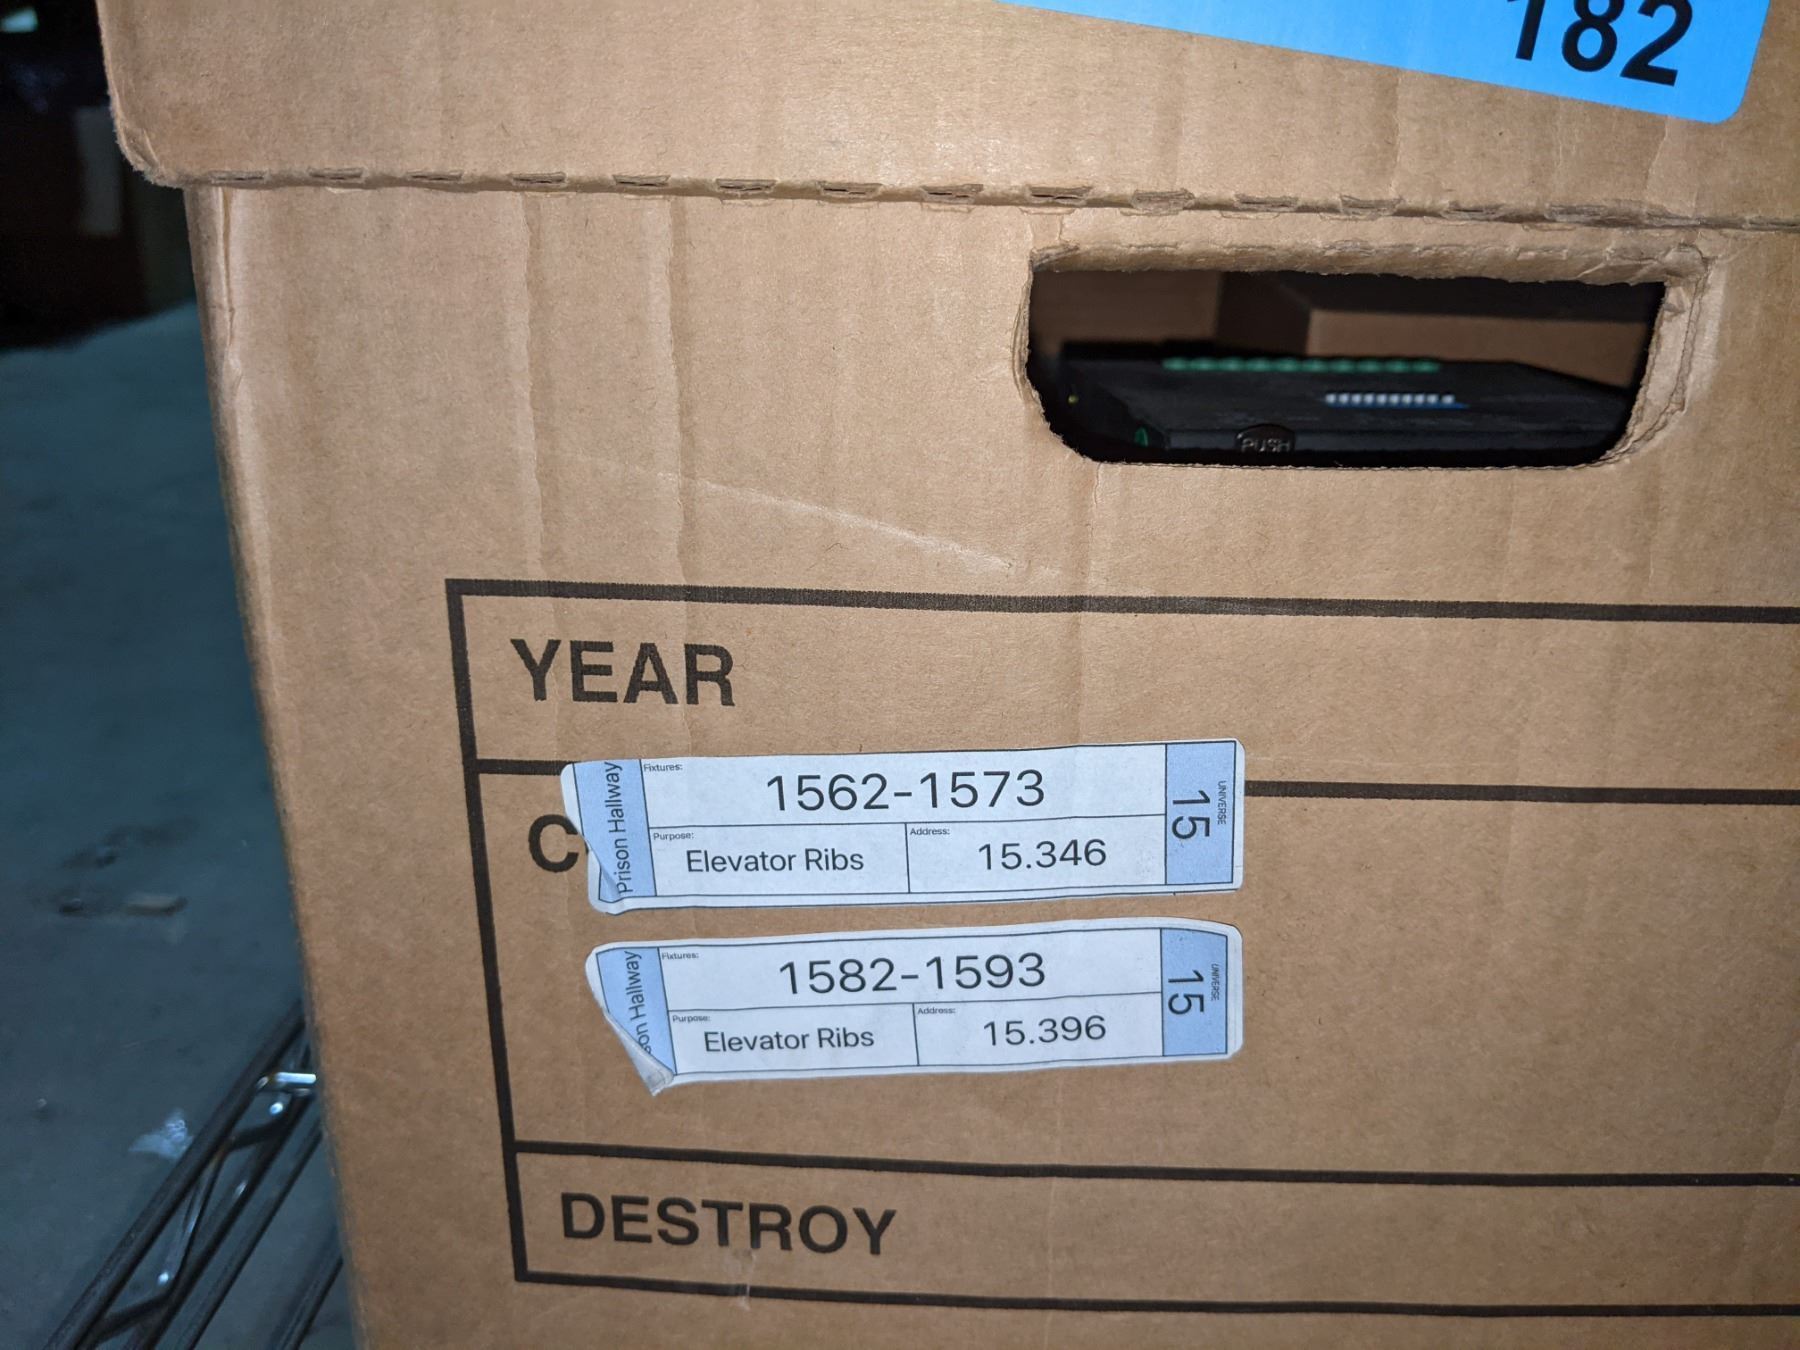 182
PUSH
YEAR
Prison Hallway
Fixtures:
1562-1573
Purpose:
Elevator Ribs
Address:
15.346
15
UNIVERSE
C
Hallway
Fixtures:
1582-1593
Purpose:
Elevator Ribs
Address:
15.396
15
UNIVERSE
DESTROY